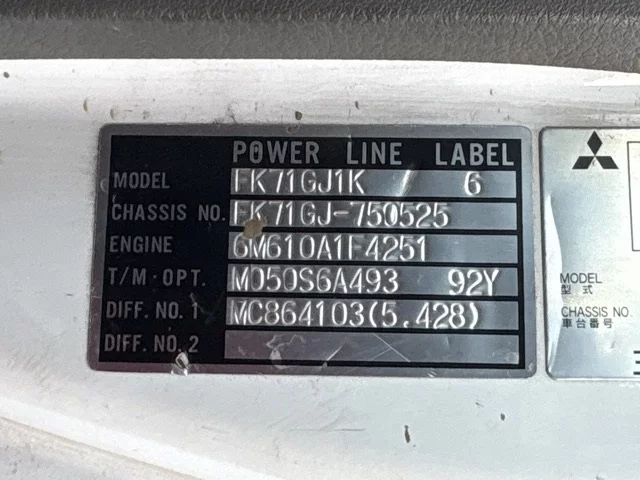 POWER LINE LABEL
MODEL FK71GJ1K 6
CHASSIS NO. FK71GJ-750525
ENGINE 6M610A1F4251
T/M·OPT. M050S6A493 92Y
DIFF. NO. 1 MC864103(5.428)
DIFF. NO. 2
MODEL
型式
CHASSIS NO.
車台番号